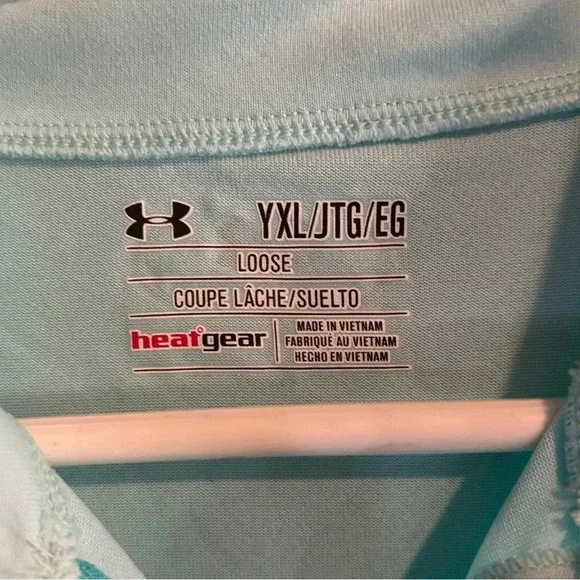 YXL/JTG/EG
LOOSE
COUPE LÂCHE/SUELTO
heatgear
MADE IN VIETNAM
FABRIQUÉ AU VIETNAM
HECHO EN VIETNAM